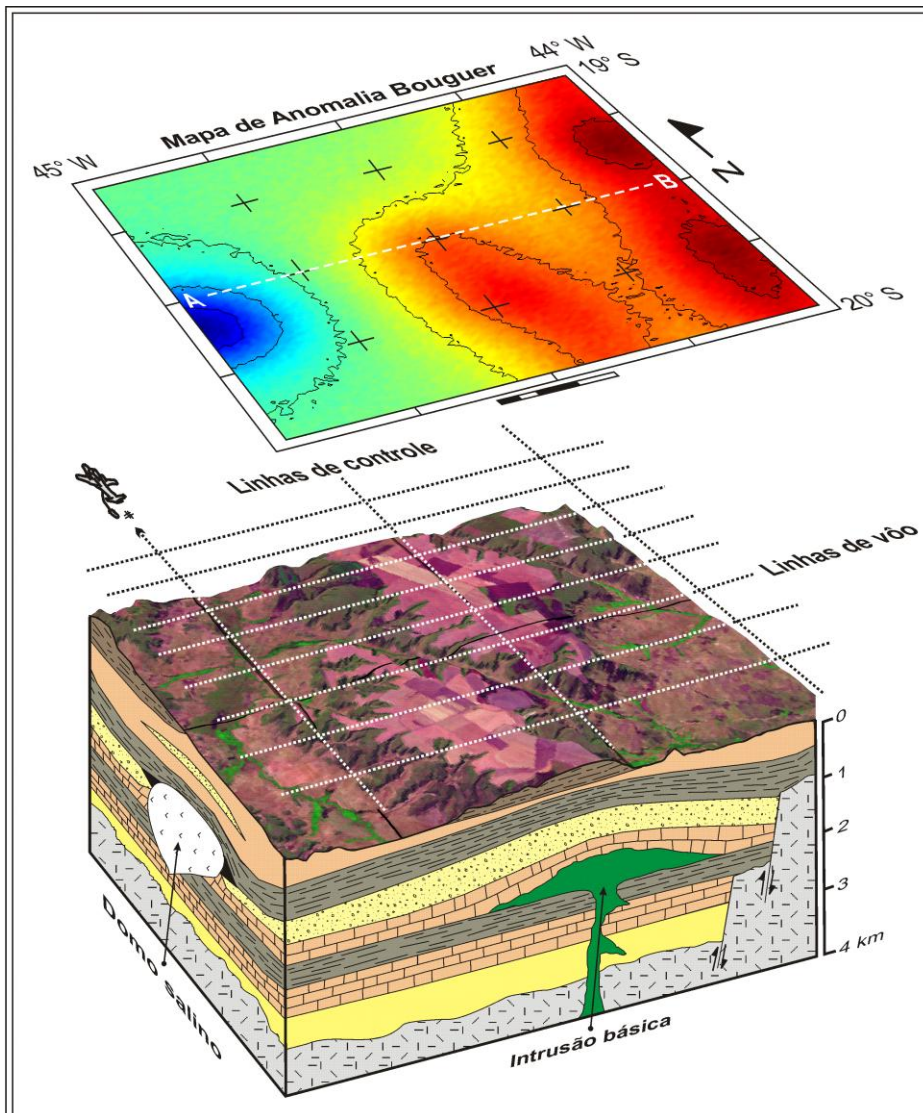 44° W
19° S
Mapa de Anomalia Bouguer
45° W
N
B
A
20° S
Linhas de controle
Linhas de vôo
0
1
2
3
4 km
Domo salino
Intrusão básica